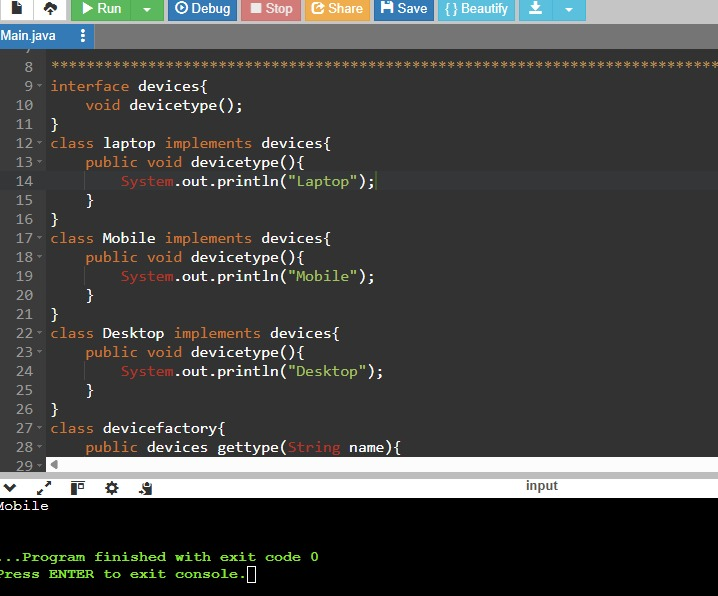 Run Debug Stop Share Save { } Beautify
Main.java
8 ******************************************************************************
9 interface devices{
10 void devicetype();
11 }
12 class laptop implements devices{
13 public void devicetype(){
14 System.out.println("Laptop");
15 }
16 }
17 class Mobile implements devices{
18 public void devicetype(){
19 System.out.println("Mobile");
20 }
21 }
22 class Desktop implements devices{
23 public void devicetype(){
24 System.out.println("Desktop");
25 }
26 }
27 class devicefactory{
28 public devices gettype(String name){
29
input
Mobile
...Program finished with exit code 0
Press ENTER to exit console.